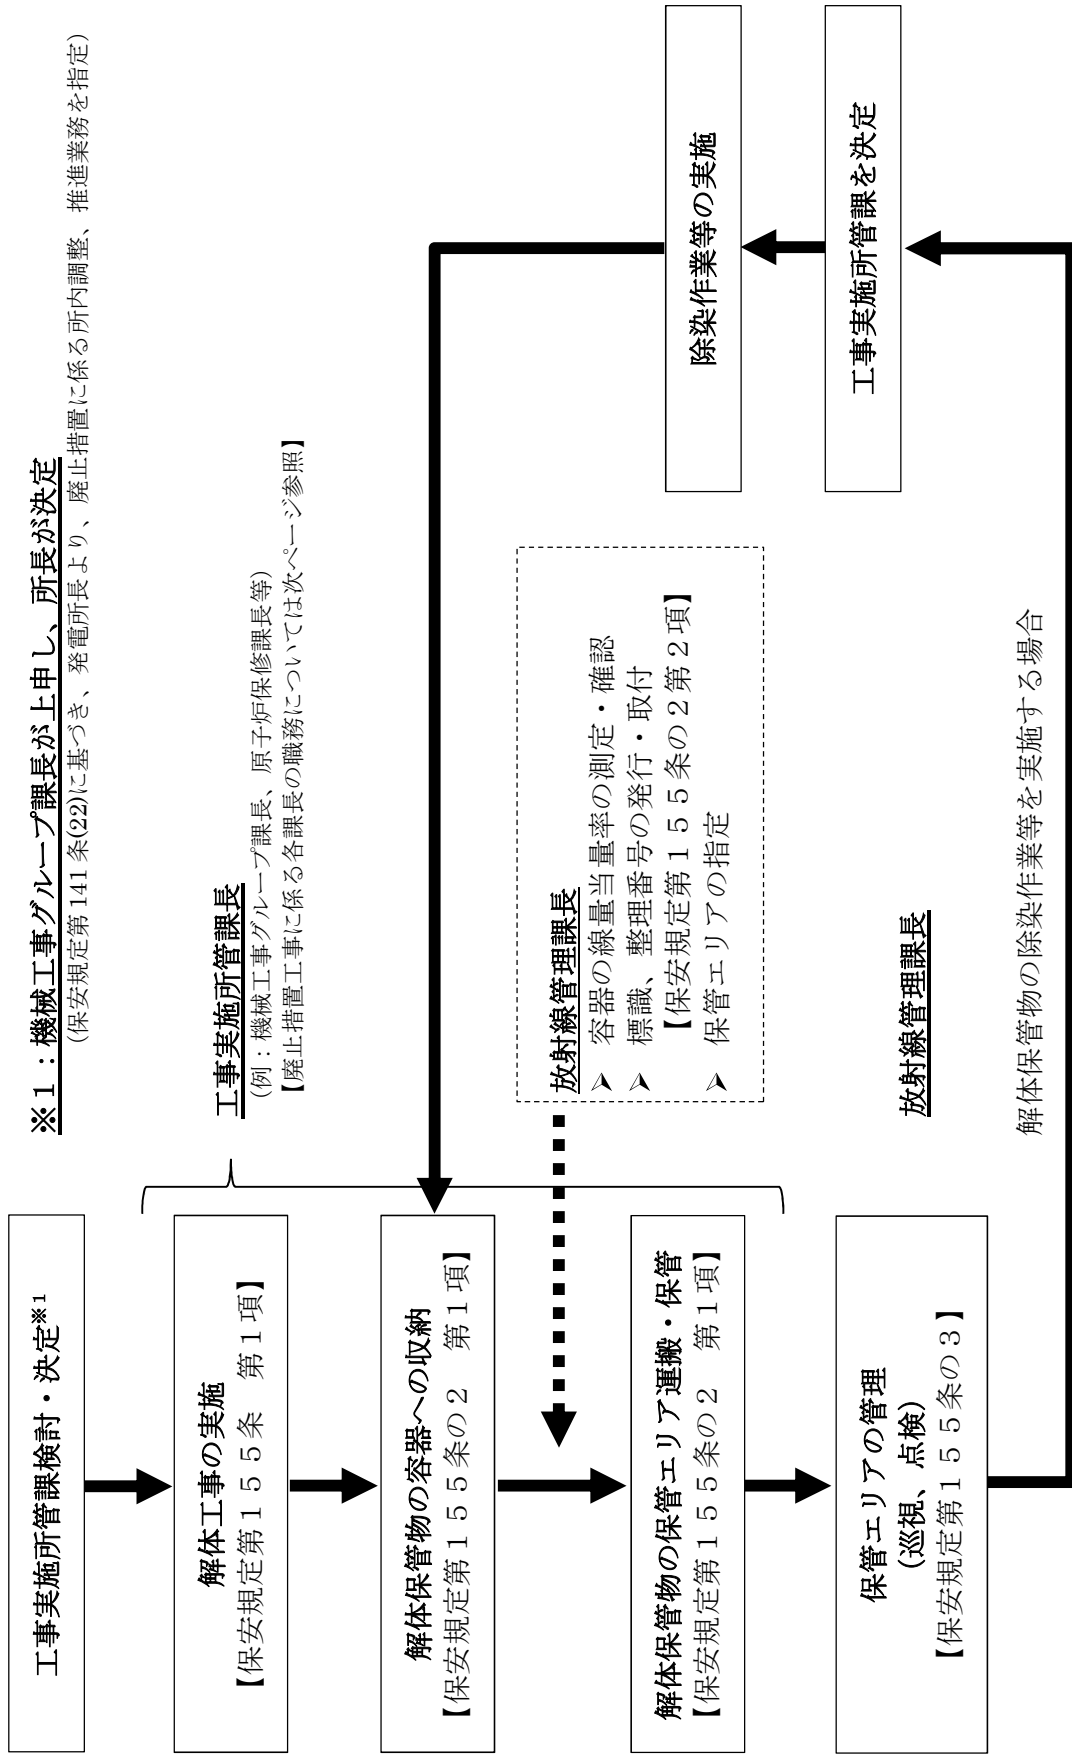 ※１：機械工事グループ課長が上申し、所長が決定
(保安規定第 141 条(22)に基づき、発電所長より、廃止措置に係る所内調整、推進業務を指定)
工事実施所管課検討・決定※1
工事実施所管課長
(例：機械工事グループ課長、原子炉保修課長等)
【廃止措置工事に係る各課長の職務については次ページ参照】
解体工事の実施
【保安規定第１５５条　第１項】
解体保管物の容器への収納
【保安規定第１５５条の２　第１項】
放射線管理課長
➢ 容器の線量当量率の測定・確認
➢ 標識、整理番号の発行・取付
【保安規定第１５５条の２第２項】
➢ 保管エリアの指定
解体保管物の保管エリア運搬・保管
【保安規定第１５５条の２　第１項】
保管エリアの管理
(巡視、点検)
【保安規定第１５５条の３】
放射線管理課長
解体保管物の除染作業等を実施する場合
工事実施所管課を決定
除染作業等の実施